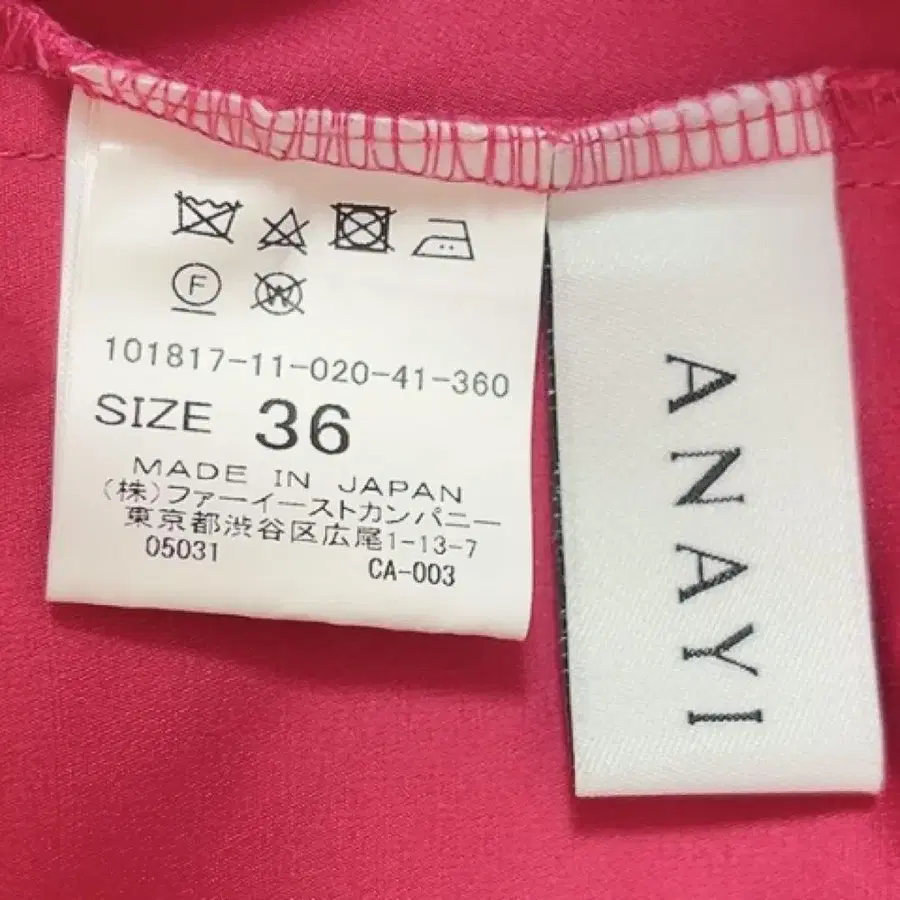 F
W
101817-11-020-41-360
SIZE 36
MADE IN JAPAN
(株)ファーイーストカンパニー
東京都渋谷区広尾1-13-7
05031 CA-003
ANAYI